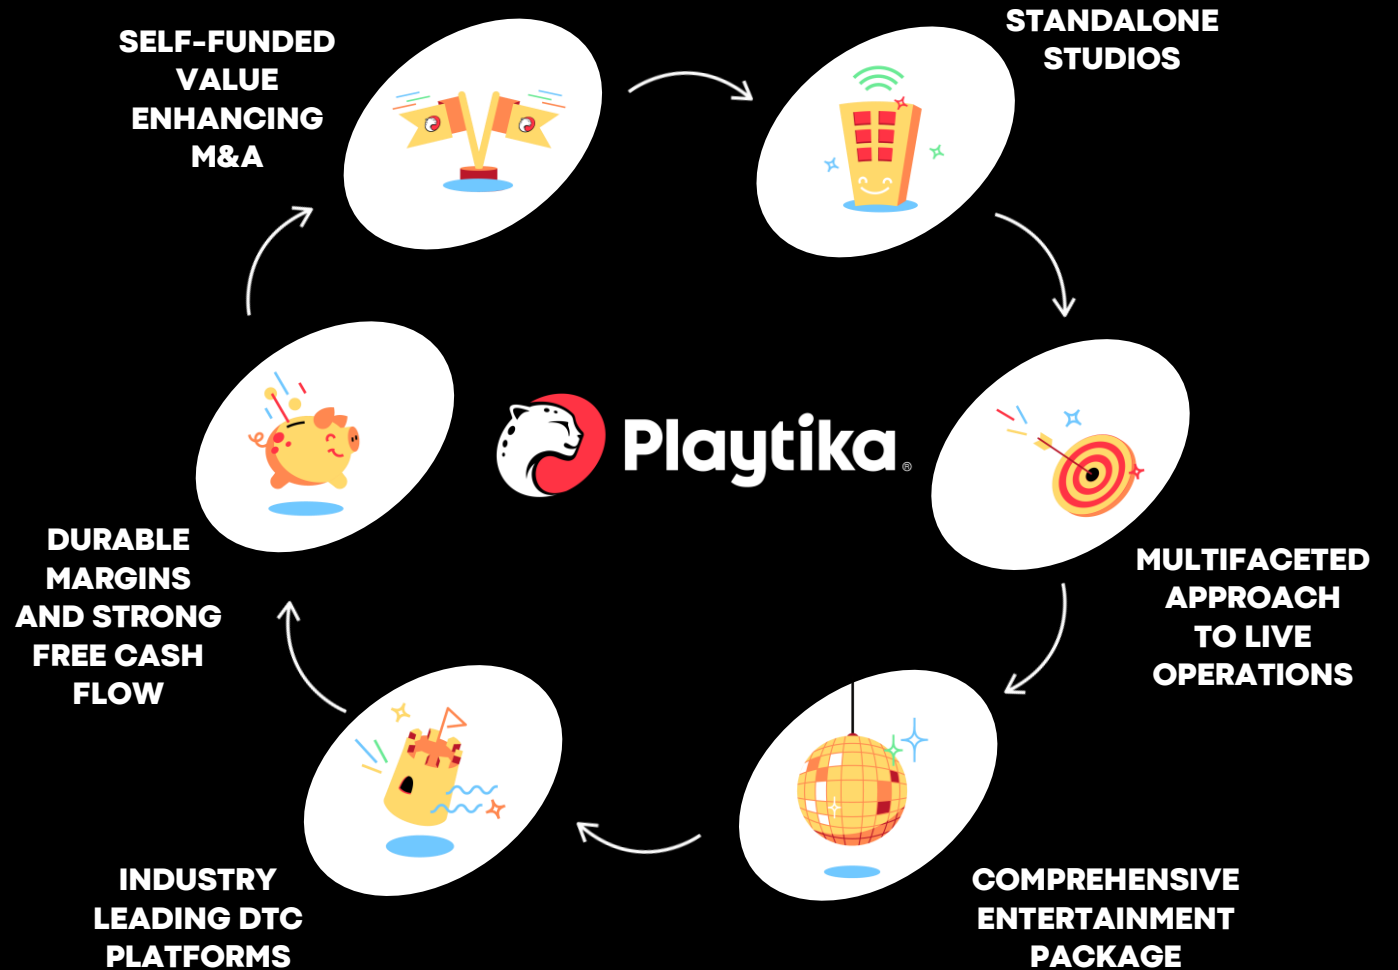 SELF-FUNDED
VALUE
ENHANCING
M&A
STANDALONE
STUDIOS
Playtika®
DURABLE
MARGINS
AND STRONG
FREE CASH
FLOW
MULTIFACETED
APPROACH
TO LIVE
OPERATIONS
INDUSTRY
LEADING DTC
PLATFORMS
COMPREHENSIVE
ENTERTAINMENT
PACKAGE